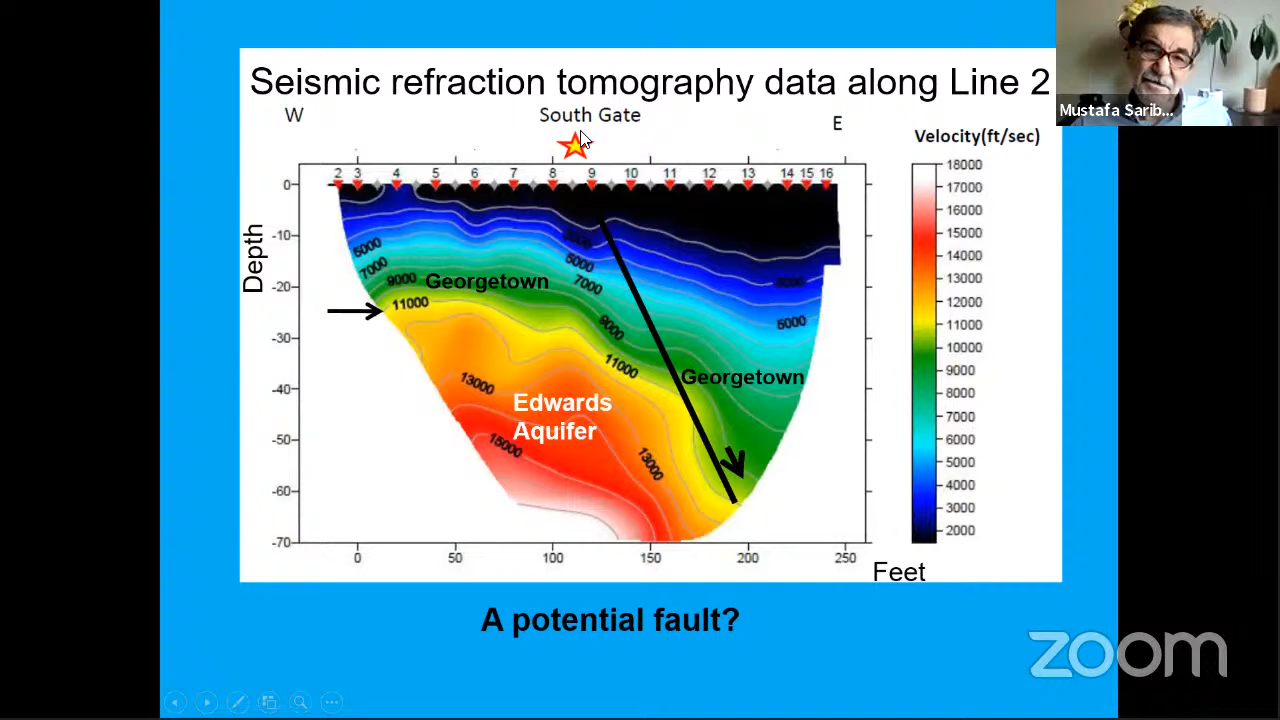 Seismic refraction tomography data along Line 2
W
South Gate
E
Velocity(ft/sec)
Mustafa Sarib...
2 3 4 5 6 7 8 9 10 11 12 13 14 15 16
Depth
0
-10
-20
-30
-40
-50
-60
-70
5000
7000
9000
11000
Georgetown
5000
7000
9000
11000
5000
Georgetown
13000
Edwards
Aquifer
15000
13000
0 50 100 150 200 250
Feet
18000
17000
16000
15000
14000
13000
12000
11000
10000
9000
8000
7000
6000
5000
4000
3000
2000
A potential fault?
zoom